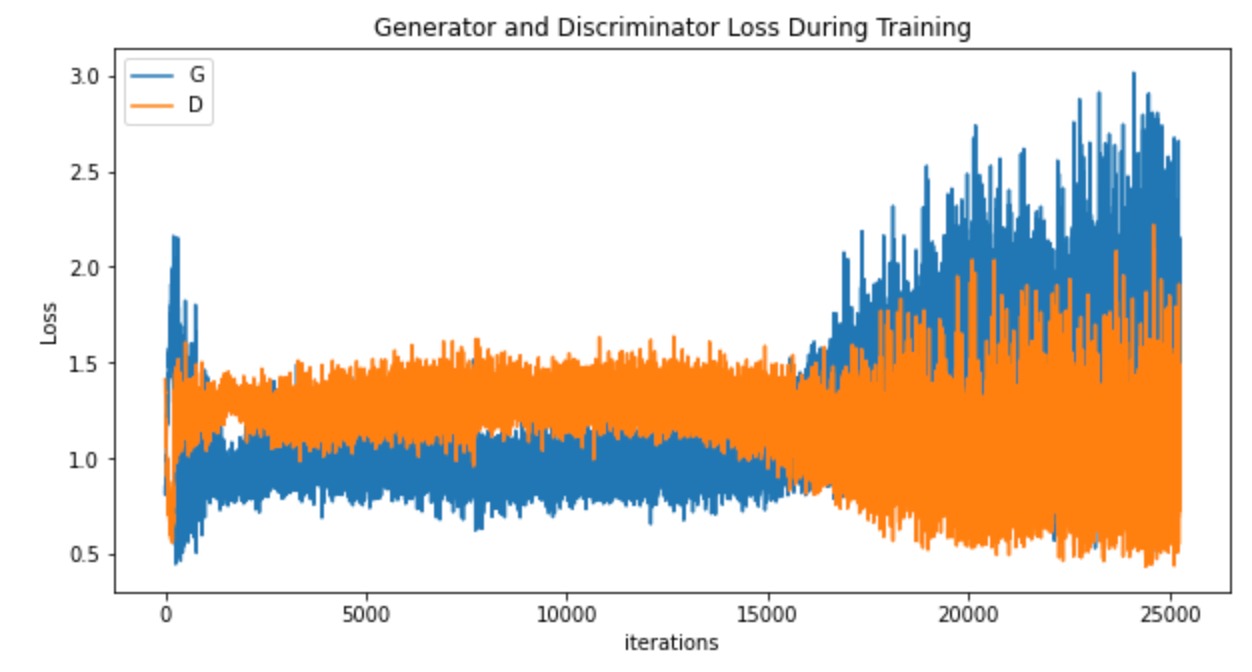 Generator and Discriminator Loss During Training
G
D
3.0
2.5
2.0
1.5
1.0
0.5
Loss
0 5000 10000 15000 20000 25000
iterations